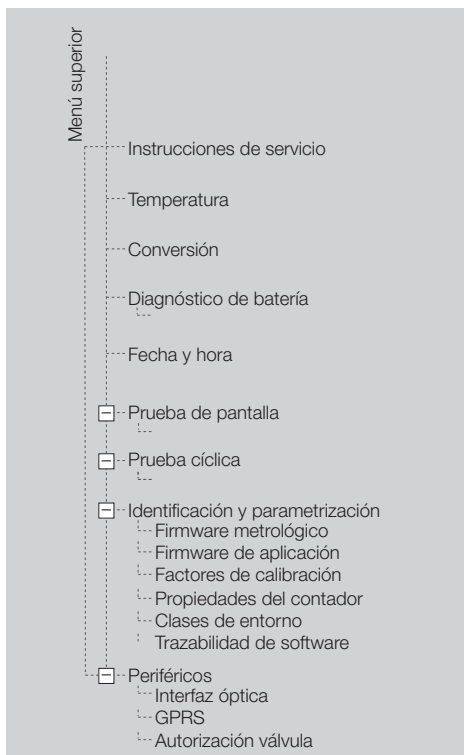 Menú superior
Instrucciones de servicio
Temperatura
Conversión
Diagnóstico de batería
Fecha y hora
Prueba de pantalla
Prueba cíclica
Identificación y parametrización
Firmware metrológico
Firmware de aplicación
Factores de calibración
Propiedades del contador
Clases de entorno
Trazabilidad de software
Periféricos
Interfaz óptica
GPRS
Autorización válvula